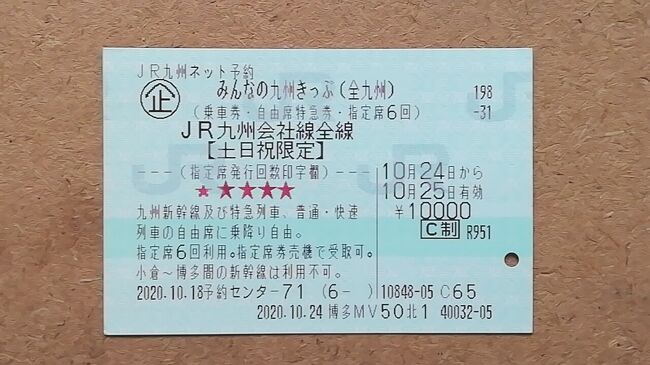 JR九州ネット予約
企 みんなの九州きっぷ(全九州) 198
(乗車券・自由席特急券・指定席6回) -31
JR九州会社線全線
【土日祝限定】
---(指定席発行回数印字欄)--- 10月24日から
★★★★★ 10月25日有効
九州新幹線及び特急列車、普通・快速 ¥10000
列車の自由席に乗降り自由。 C制 R951
指定席6回利用。指定席券売機で受取可。
小倉~博多間の新幹線は利用不可。
2020.10.18予約センター71 (6- ) 10848-05 C65
2020.10.24 博多MV50北1 40032-05